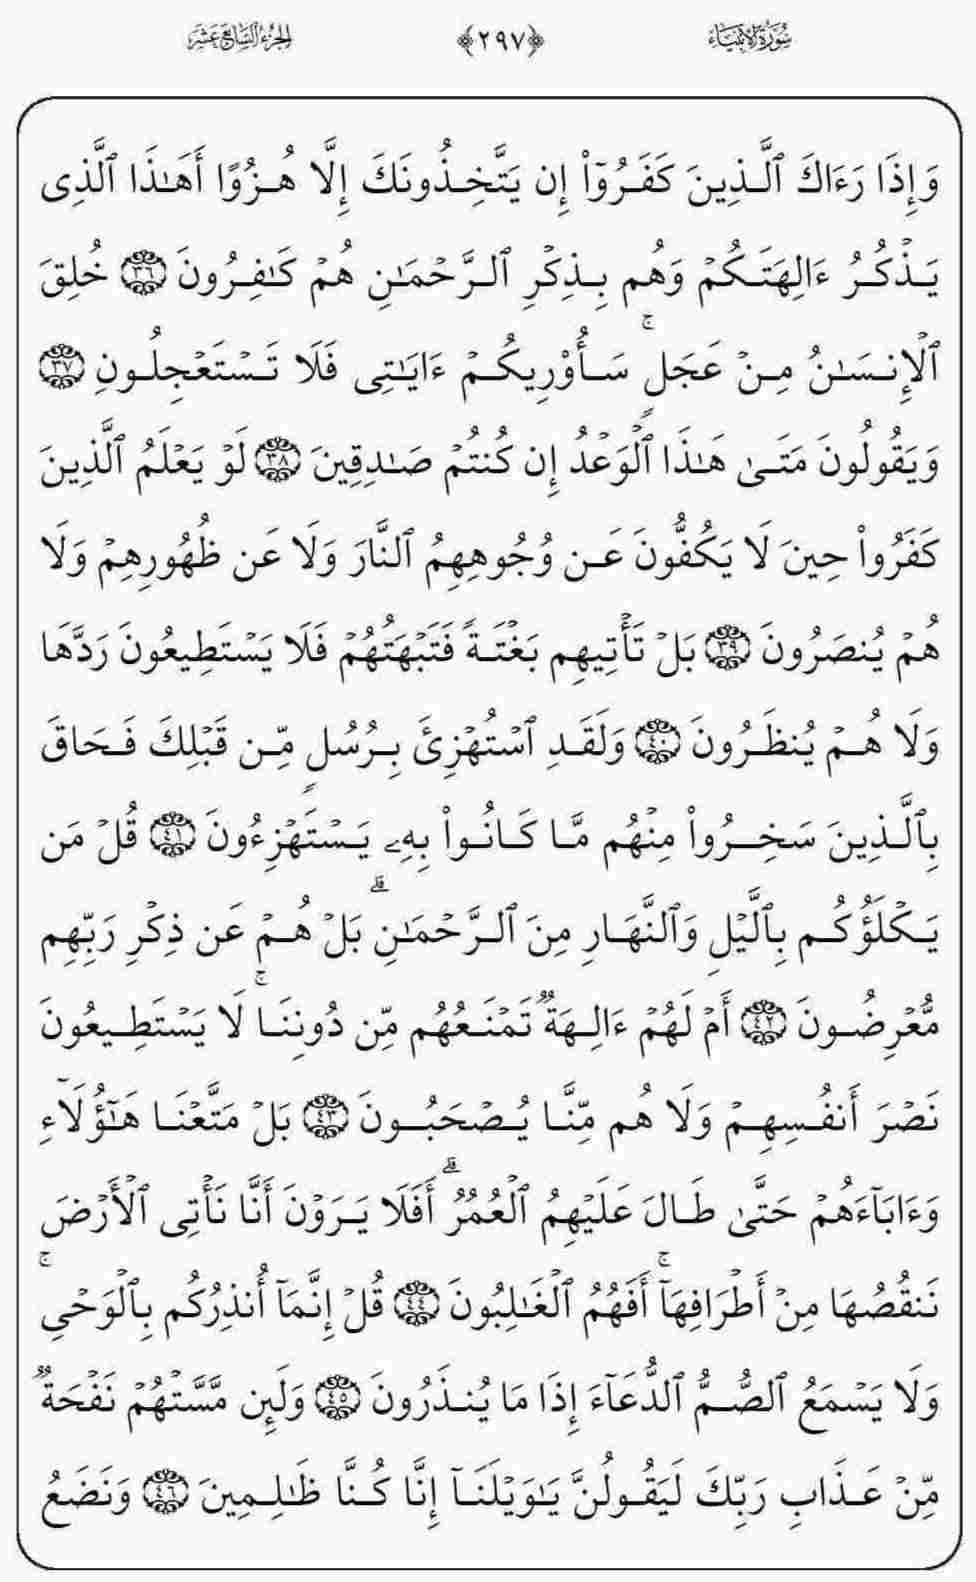 سُورَةُ الأَنبِيَاءِ ﴿٢٩٧﴾ الجُزءُ السَّابِعَ عَشَرَ
وَإِذَا رَءَاكَ ٱلَّذِينَ كَفَرُوٓا۟ إِن يَتَّخِذُونَكَ إِلَّا هُزُوًا أَهَـٰذَا ٱلَّذِى
يَذْكُرُ ءَالِهَتَكُمْ وَهُم بِذِكْرِ ٱلرَّحْمَـٰنِ هُمْ كَـٰفِرُونَ ٣٦ خُلِقَ
ٱلْإِنسَـٰنُ مِنْ عَجَلٍ ۚ سَأُو۟رِيكُمْ ءَايَـٰتِى فَلَا تَسْتَعْجِلُونِ ٣٧
وَيَقُولُونَ مَتَىٰ هَـٰذَا ٱلْوَعْدُ إِن كُنتُمْ صَـٰدِقِينَ ٣٨ لَوْ يَعْلَمُ ٱلَّذِينَ
كَفَرُوا۟ حِينَ لَا يَكُفُّونَ عَن وُجُوهِهِمُ ٱلنَّارَ وَلَا عَن ظُهُورِهِمْ وَلَا
هُمْ يُنصَرُونَ ٣٩ بَلْ تَأْتِيهِم بَغْتَةً فَتَبْهَتُهُمْ فَلَا يَسْتَطِيعُونَ رَدَّهَا
وَلَا هُمْ يُنظَرُونَ ٤٠ وَلَقَدِ ٱسْتُهْزِئَ بِرُسُلٍ مِّن قَبْلِكَ فَحَاقَ
بِٱلَّذِينَ سَخِرُوا۟ مِنْهُم مَّا كَانُوا۟ بِهِۦ يَسْتَهْزِءُونَ ٤١ قُلْ مَن
يَكْلَؤُكُم بِٱلَّيْلِ وَٱلنَّهَارِ مِنَ ٱلرَّحْمَـٰنِ ۗ بَلْ هُمْ عَن ذِكْرِ رَبِّهِم
مُّعْرِضُونَ ٤٢ أَمْ لَهُمْ ءَالِهَةٌ تَمْنَعُهُم مِّن دُونِنَا ۚ لَا يَسْتَطِيعُونَ
نَصْرَ أَنفُسِهِمْ وَلَا هُم مِّنَّا يُصْحَبُونَ ٤٣ بَلْ مَتَّعْنَا هَـٰٓؤُلَآءِ
وَءَابَآءَهُمْ حَتَّىٰ طَالَ عَلَيْهِمُ ٱلْعُمُرُ ۗ أَفَلَا يَرَوْنَ أَنَّا نَأْتِى ٱلْأَرْضَ
نَنقُصُهَا مِنْ أَطْرَافِهَآ ۚ أَفَهُمُ ٱلْغَـٰلِبُونَ ٤٤ قُلْ إِنَّمَآ أُنذِرُكُم بِٱلْوَحْىِ ۚ
وَلَا يَسْمَعُ ٱلصُّمُّ ٱلدُّعَآءَ إِذَا مَا يُنذَرُونَ ٤٥ وَلَئِن مَّسَّتْهُمْ نَفْحَةٌ
مِّنْ عَذَابِ رَبِّكَ لَيَقُولُنَّ يَـٰوَيْلَنَآ إِنَّا كُنَّا ظَـٰلِمِينَ ٤٦ وَنَضَعُ